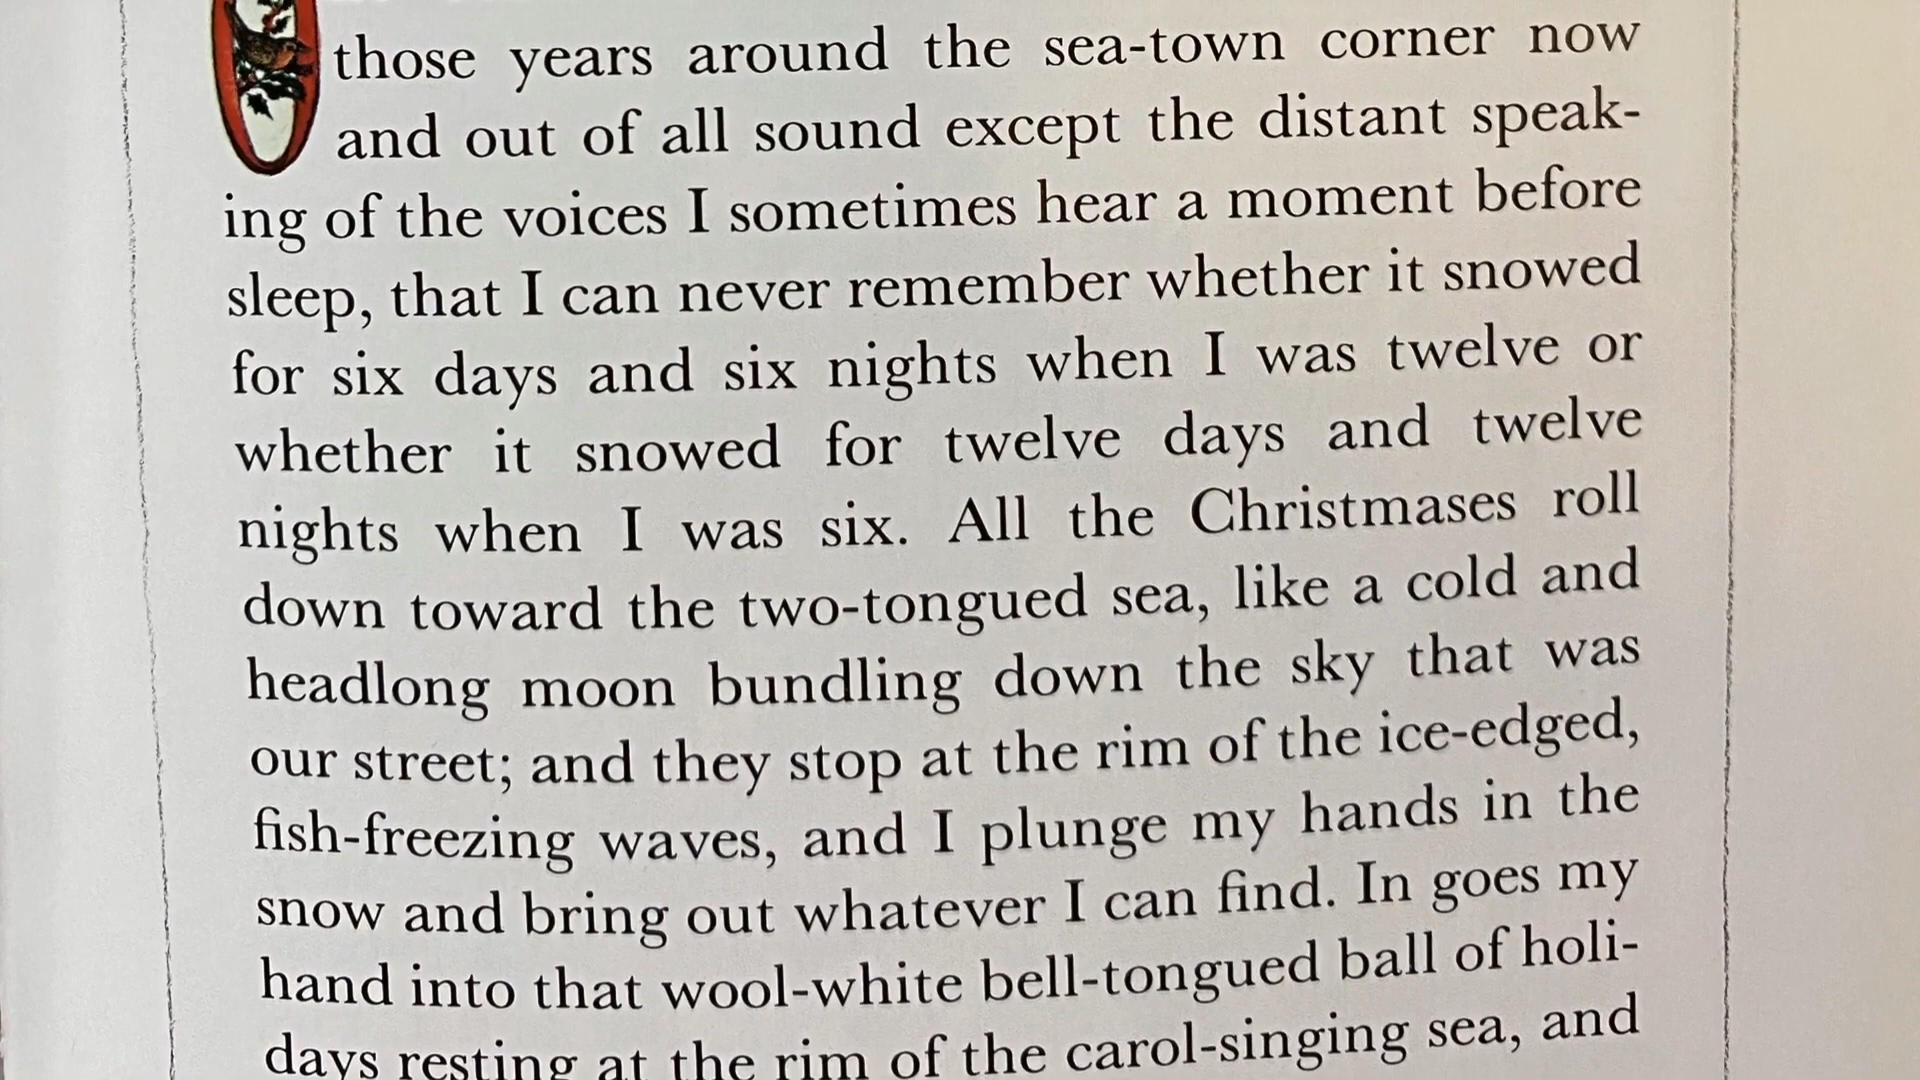 those years around the sea-town corner now
and out of all sound except the distant speak-
ing of the voices I sometimes hear a moment before
sleep, that I can never remember whether it snowed
for six days and six nights when I was twelve or
whether it snowed for twelve days and twelve
nights when I was six. All the Christmases roll
down toward the two-tongued sea, like a cold and
headlong moon bundling down the sky that was
our street; and they stop at the rim of the ice-edged,
fish-freezing waves, and I plunge my hands in the
snow and bring out whatever I can find. In goes my
hand into that wool-white bell-tongued ball of holi-
days resting at the rim of the carol-singing sea, and